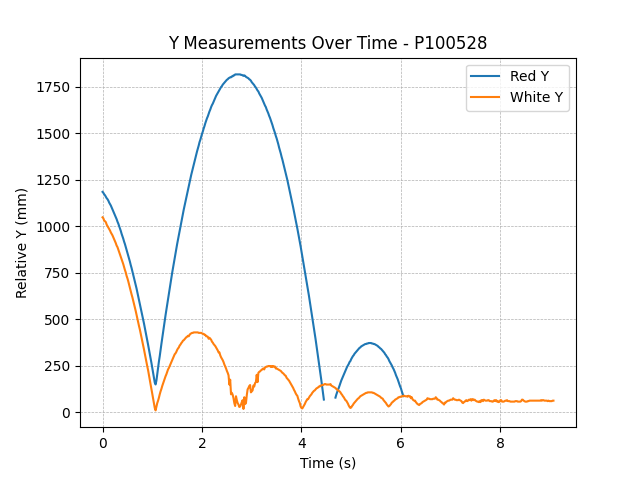 Y Measurements Over Time - P100528
Red Y
White Y
1750
1500
1250
1000
750
500
250
0
Relative Y (mm)
0 2 4 6 8
Time (s)